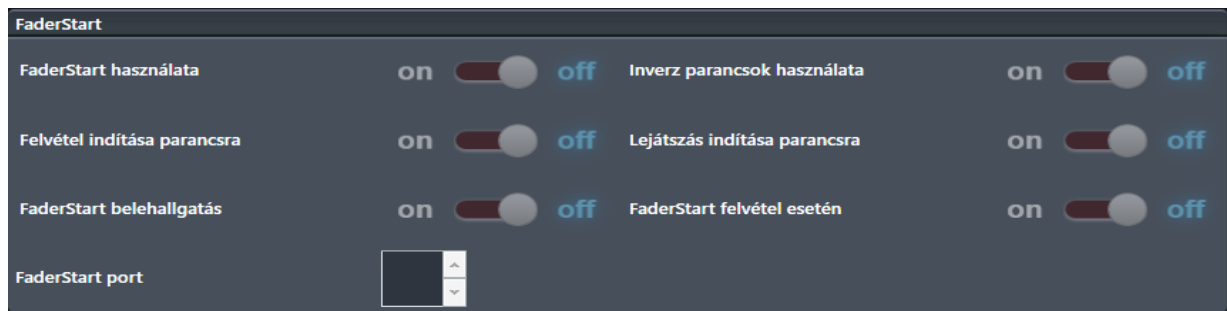 FaderStart
FaderStart használata on off Inverz parancsok használata on off
Felvétel indítása parancsra on off Lejátszás indítása parancsra on off
FaderStart belehallgatás on off FaderStart felvétel esetén on off
FaderStart port